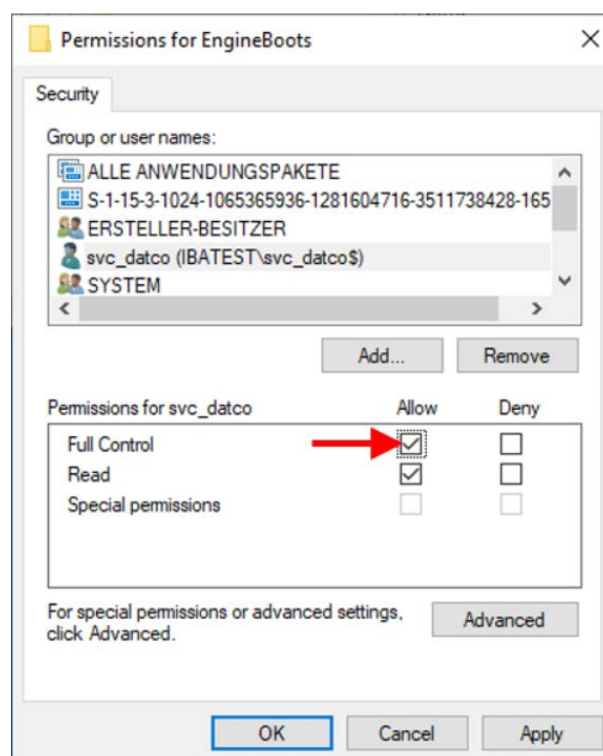 Permissions for EngineBoots
Security
Group or user names:
ALLE ANWENDUNGSPAKETE
S-1-15-3-1024-1065365936-1281604716-3511738428-165
ERSTELLER-BESITZER
svc_datco (IBATEST\svc_datco$)
SYSTEM
Add... Remove
Permissions for svc_datco Allow Deny
Full Control
Read
Special permissions
For special permissions or advanced settings,
click Advanced.
Advanced
OK Cancel Apply